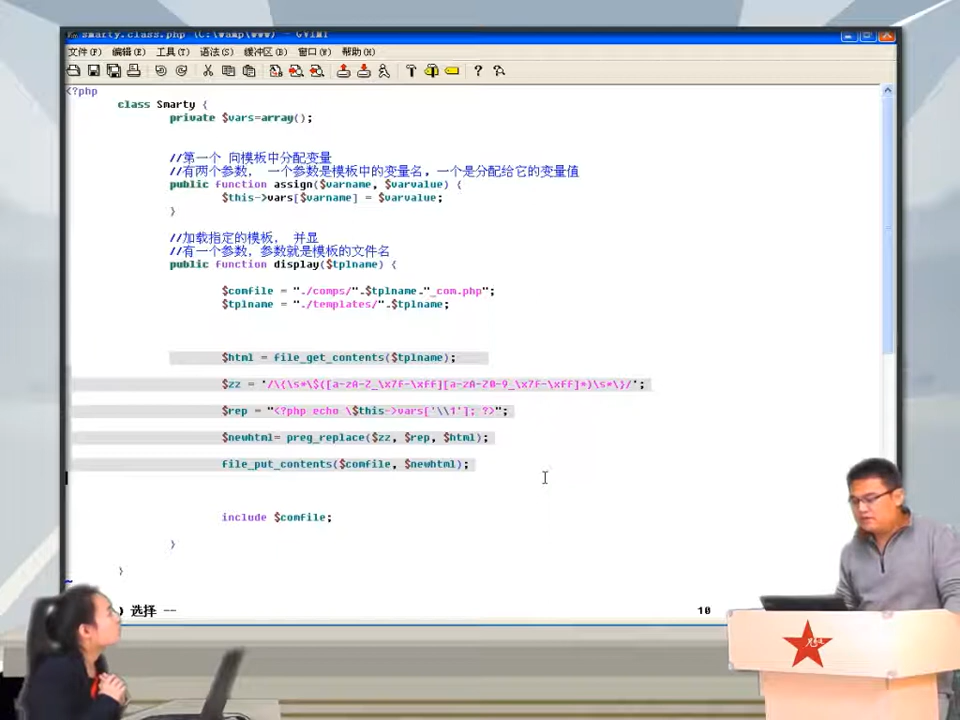 smarty.class.php (C:\wamp\www) - GVIM1
文件(F) 编辑(E) 工具(T) 语法(S) 缓冲区(B) 窗口(W) 帮助(H)
<?php
class Smarty {
private $vars=array();
//第一个 向模板中分配变量
//有两个参数， 一个参数是模板中的变量名，一个是分配给它的变量值
public function assign($varname, $varvalue) {
$this->vars[$varname] = $varvalue;
}
//加载指定的模板， 并显
//有一个参数，参数就是模板的文件名
public function display($tplname) {
$comfile = "./comps/".$tplname."_com.php";
$tplname = "./templates/".$tplname;
$html = file_get_contents($tplname);
$zz = '/\{\s*\$([a-zA-Z_\x7f-\xff][a-zA-Z0-9_\x7f-\xff]*)\s*\}/';
$rep = "<?php echo \$this->vars['\\1']; ?>";
$newhtml= preg_replace($zz, $rep, $html);
file_put_contents($comfile, $newhtml);
include $comfile;
}
}
~
) 选择 -- 10